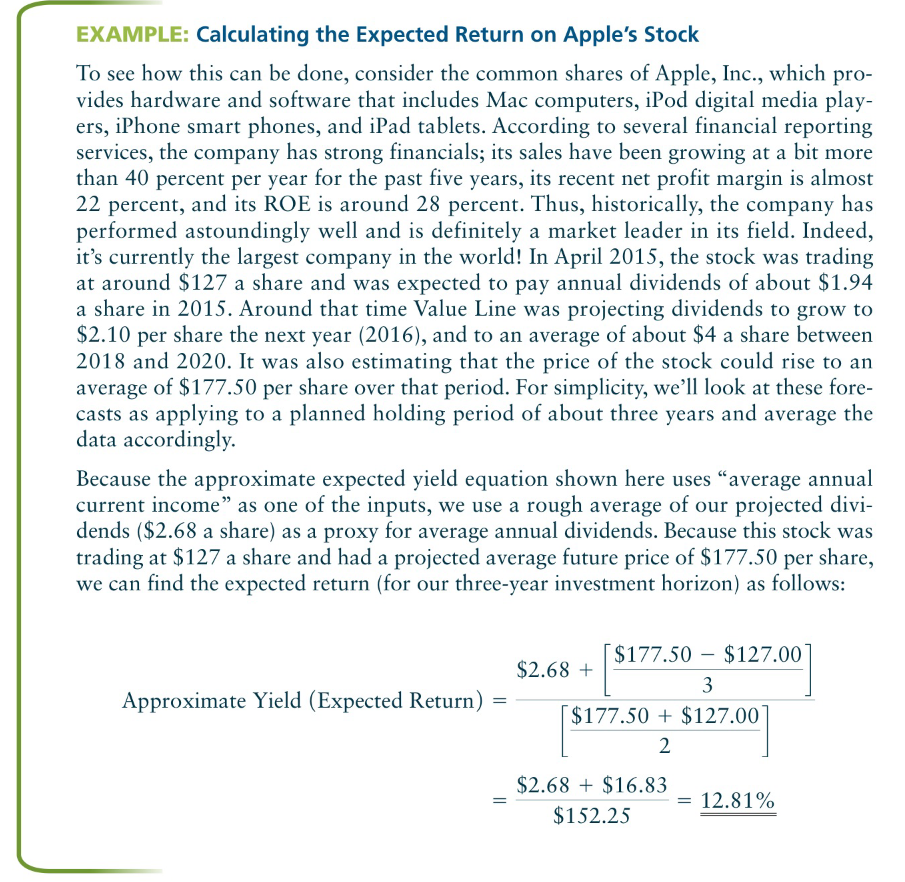 EXAMPLE: Calculating the Expected Return on Apple's Stock
To see how this can be done, consider the common shares of Apple, Inc., which pro-
vides hardware and software that includes Mac computers, iPod digital media play-
ers, iPhone smart phones, and iPad tablets. According to several financial reporting
services, the company has strong financials; its sales have been growing at a bit more
than 40 percent per year for the past five years, its recent net profit margin is almost
22 percent, and its ROE is around 28 percent. Thus, historically, the company has
performed astoundingly well and is definitely a market leader in its field. Indeed,
it's currently the largest company in the world! In April 2015, the stock was trading
at around $127 a share and was expected to pay annual dividends of about $1.94
a share in 2015. Around that time Value Line was projecting dividends to grow to
$2.10 per share the next year (2016), and to an average of about $4 a share between
2018 and 2020. It was also estimating that the price of the stock could rise to an
average of $177.50 per share over that period. For simplicity, we'll look at these fore-
casts as applying to a planned holding period of about three years and average the
data accordingly.
Because the approximate expected yield equation shown here uses "average annual
current income" as one of the inputs, we use a rough average of our projected divi-
dends ($2.68 a share) as a proxy for average annual dividends. Because this stock was
trading at $127 a share and had a projected average future price of $177.50 per share,
we can find the expected return (for our three-year investment horizon) as follows:
$2.68 + [$177.50 − $127.00
3]
Approximate Yield (Expected Return) =
[$177.50 + $127.00
2]
= $2.68 + $16.83
$152.25
= 12.81%